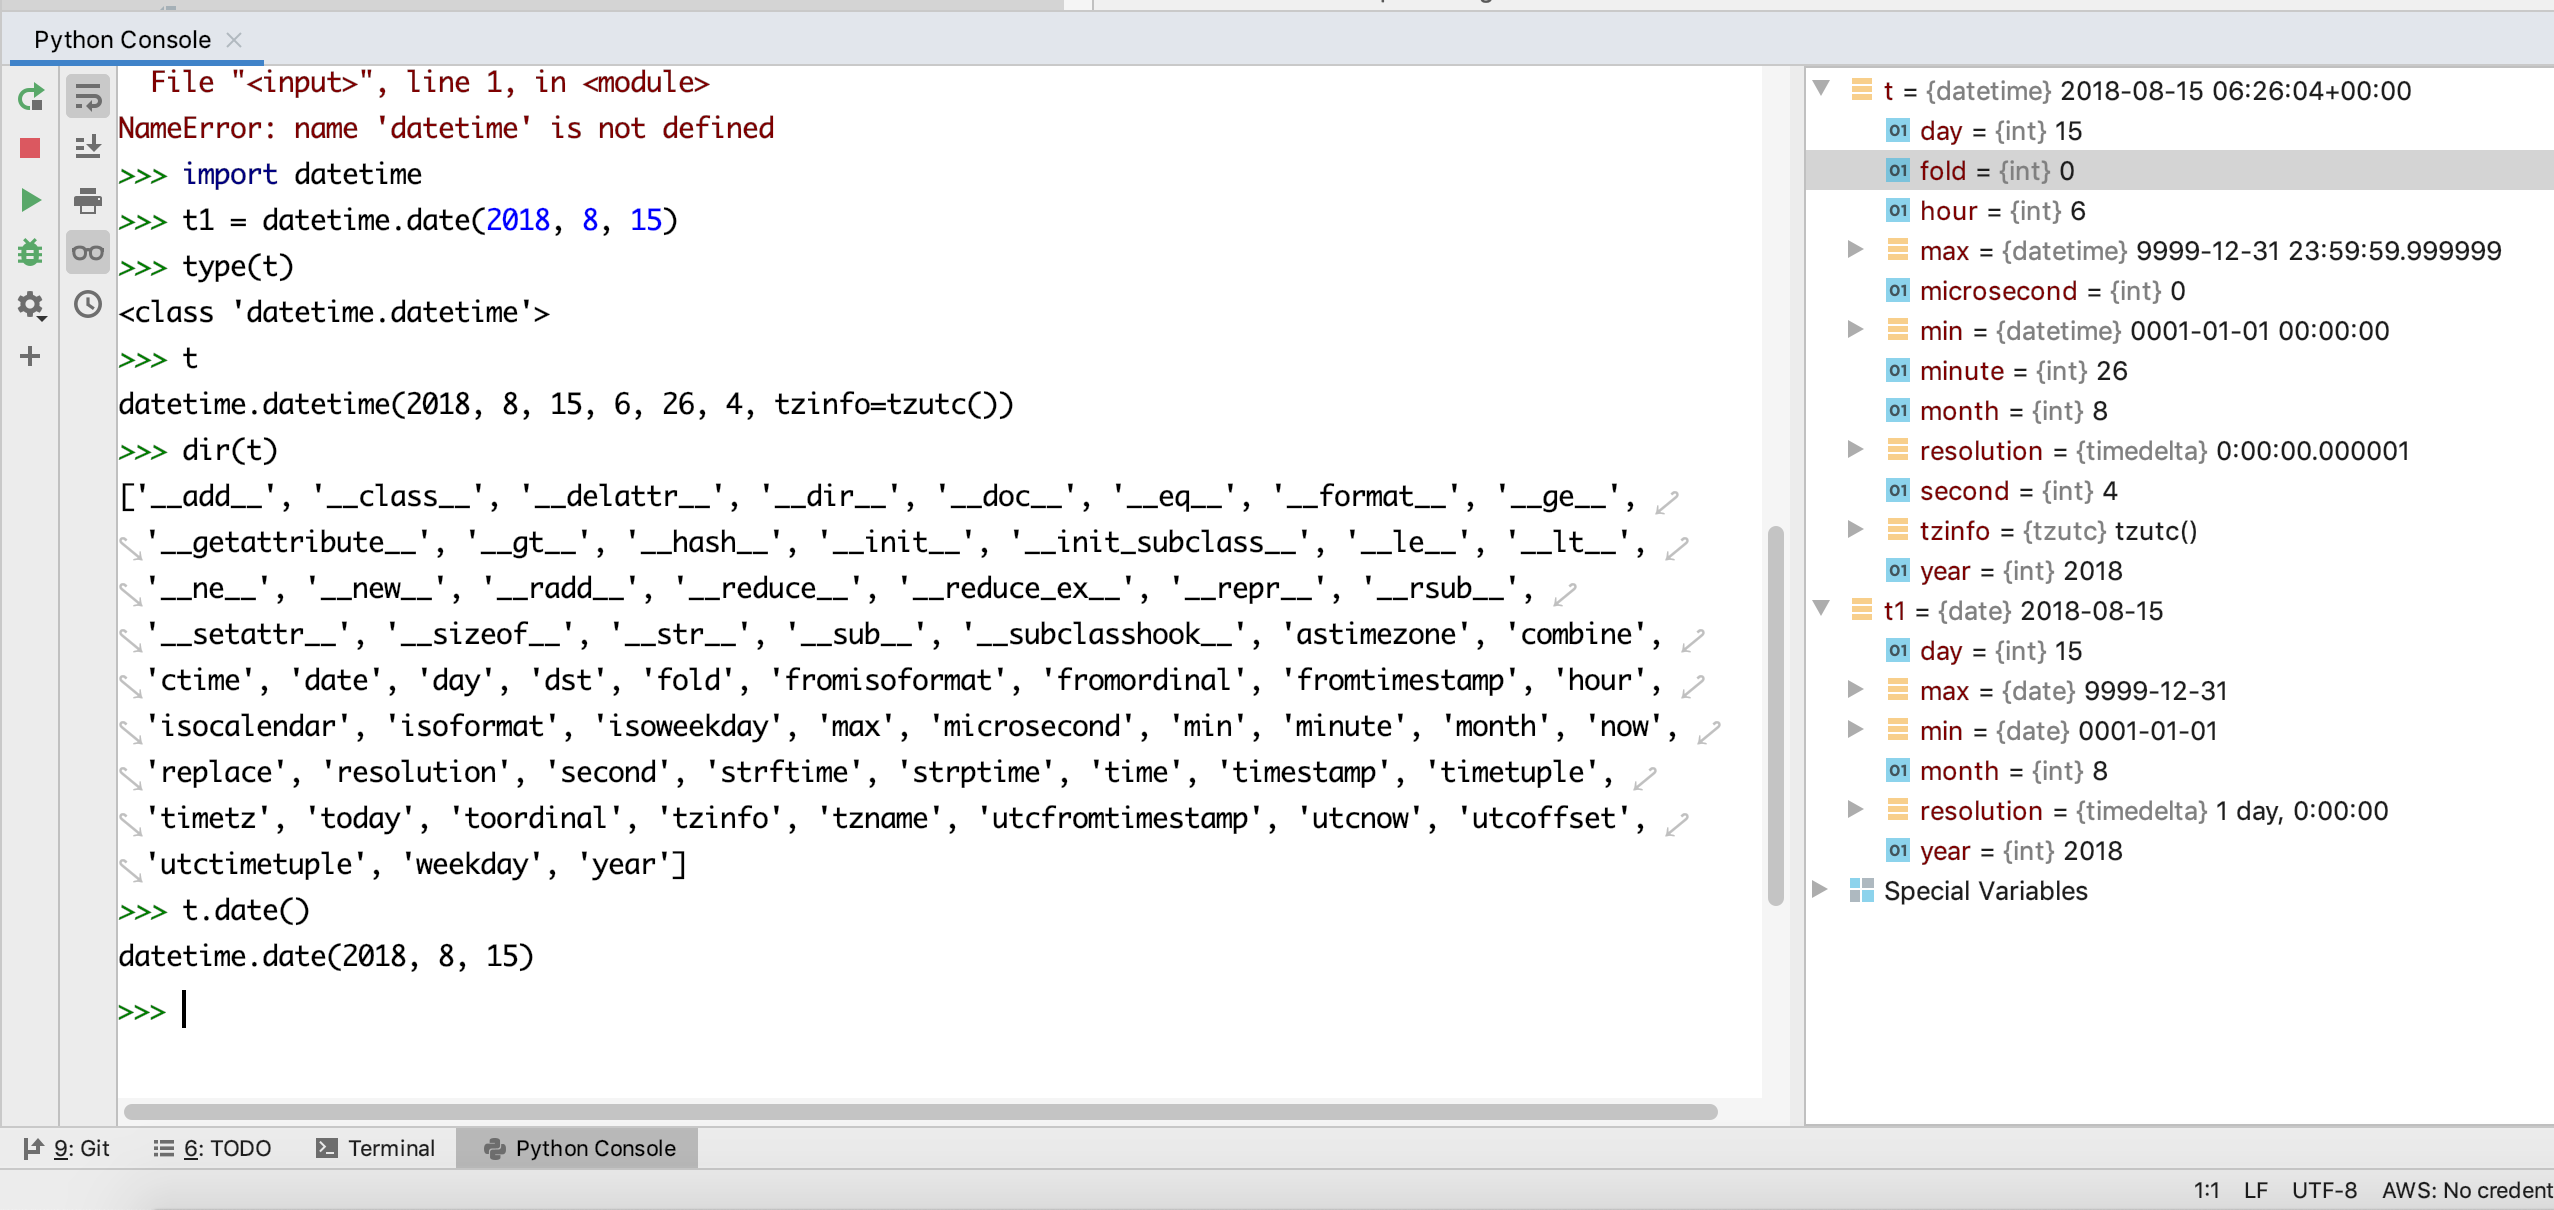 Python Console
File "<input>", line 1, in <module>
NameError: name 'datetime' is not defined
>>> import datetime
>>> t1 = datetime.date(2018, 8, 15)
>>> type(t)
<class 'datetime.datetime'>
>>> t
datetime.datetime(2018, 8, 15, 6, 26, 4, tzinfo=tzutc())
>>> dir(t)
['__add__', '__class__', '__delattr__', '__dir__', '__doc__', '__eq__', '__format__', '__ge__',
'__getattribute__', '__gt__', '__hash__', '__init__', '__init_subclass__', '__le__', '__lt__',
'__ne__', '__new__', '__radd__', '__reduce__', '__reduce_ex__', '__repr__', '__rsub__',
'__setattr__', '__sizeof__', '__str__', '__sub__', '__subclasshook__', 'astimezone', 'combine',
'ctime', 'date', 'day', 'dst', 'fold', 'fromisoformat', 'fromordinal', 'fromtimestamp', 'hour',
'isocalendar', 'isoformat', 'isoweekday', 'max', 'microsecond', 'min', 'minute', 'month', 'now',
'replace', 'resolution', 'second', 'strftime', 'strptime', 'time', 'timestamp', 'timetuple',
'timetz', 'today', 'toordinal', 'tzinfo', 'tzname', 'utcfromtimestamp', 'utcnow', 'utcoffset',
'utctimetuple', 'weekday', 'year']
>>> t.date()
datetime.date(2018, 8, 15)
>>>
t = {datetime} 2018-08-15 06:26:04+00:00
01 day = {int} 15
01 fold = {int} 0
01 hour = {int} 6
max = {datetime} 9999-12-31 23:59:59.999999
01 microsecond = {int} 0
min = {datetime} 0001-01-01 00:00:00
01 minute = {int} 26
01 month = {int} 8
resolution = {timedelta} 0:00:00.000001
01 second = {int} 4
tzinfo = {tzutc} tzutc()
01 year = {int} 2018
t1 = {date} 2018-08-15
01 day = {int} 15
max = {date} 9999-12-31
min = {date} 0001-01-01
01 month = {int} 8
resolution = {timedelta} 1 day, 0:00:00
01 year = {int} 2018
Special Variables
9: Git 6: TODO Terminal Python Console
1:1 LF UTF-8 AWS: No credent